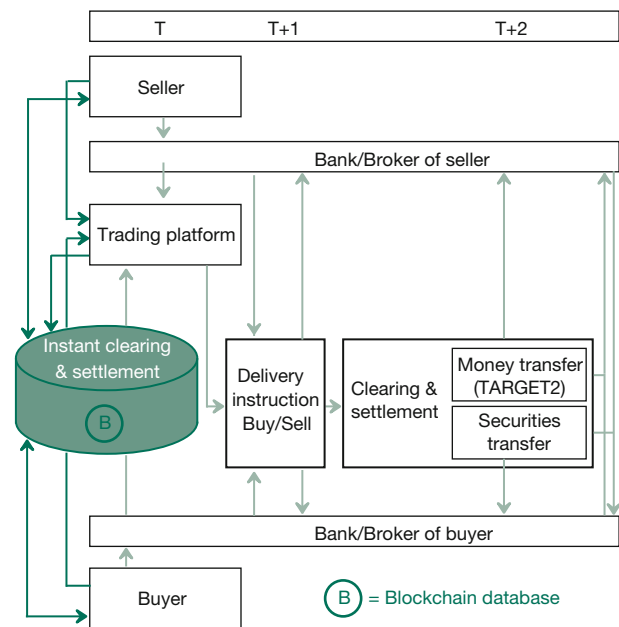 T T+1 T+2
Seller
Bank/Broker of seller
Trading platform
Instant clearing
& settlement
B
Delivery
instruction
Buy/Sell
Clearing &
settlement
Money transfer
(TARGET2)
Securities
transfer
Bank/Broker of buyer
Buyer
B = Blockchain database